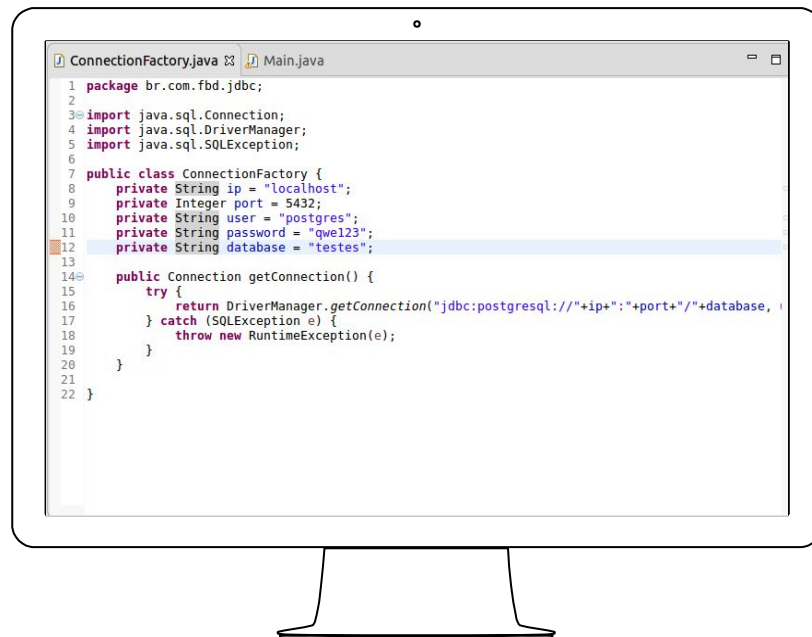 ConnectionFactory.java Main.java
1 package br.com.fbd.jdbc;
2
3 import java.sql.Connection;
4 import java.sql.DriverManager;
5 import java.sql.SQLException;
6
7 public class ConnectionFactory {
8 private String ip = "localhost";
9 private Integer port = 5432;
10 private String user = "postgres";
11 private String password = "qwe123";
12 private String database = "testes";
13
14 public Connection getConnection() {
15 try {
16 return DriverManager.getConnection("jdbc:postgresql://"+ip+":"+port+"/"+database,
17 } catch (SQLException e) {
18 throw new RuntimeException(e);
19 }
20 }
21
22 }